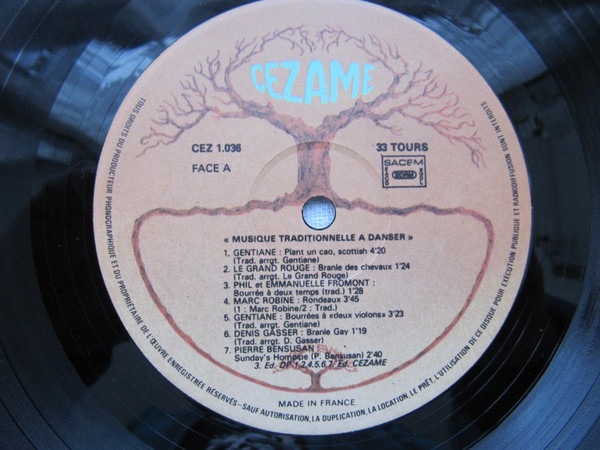 CEZAME
CEZ 1.036
33 TOURS
FACE A
SACEM
« MUSIQUE TRADITIONNELLE A DANSER »
1. GENTIANE : Plant un cao, scottish 4'20
(Trad. arrgt. Gentiane)
2. LE GRAND ROUGE : Branle des chevaux 1'24
(Trad. arrgt. Le Grand Rouge)
3. PHIL et EMMANUELLE FROMONT :
Bourrée à deux temps (trad.) 1'28
4. MARC ROBINE : Rondeaux 3'45
(1 : Marc Robine/2 : Trad.)
5. GENTIANE : Bourrées à «deux violons» 3'23
(Trad. arrgt. Gentiane)
6. DENIS GASSER : Branle Gay 1'19
(Trad. arrgt. D. Gasser)
7 PIERRE BENSUSAN
Sunday's Hornpipe (P. Bensusan) 2'40
3. Ed. DP 1,2,4,5,6,7, Ed. CEZAME
MADE IN FRANCE
TOUS DROITS DU PRODUCTEUR PHONOGRAPHIQUE ET DU PROPRIETAIRE DE L'ŒUVRE ENREGISTREE RÉSERVÉS–SAUF AUTORISATION, LA DUPLICATION, LA LOCATION, LE PRÊT, L'UTILISATION DE CE DISQUE POUR EXÉCUTION PUBLIQUE ET RADIODIFFUSION SONT INTERDITS